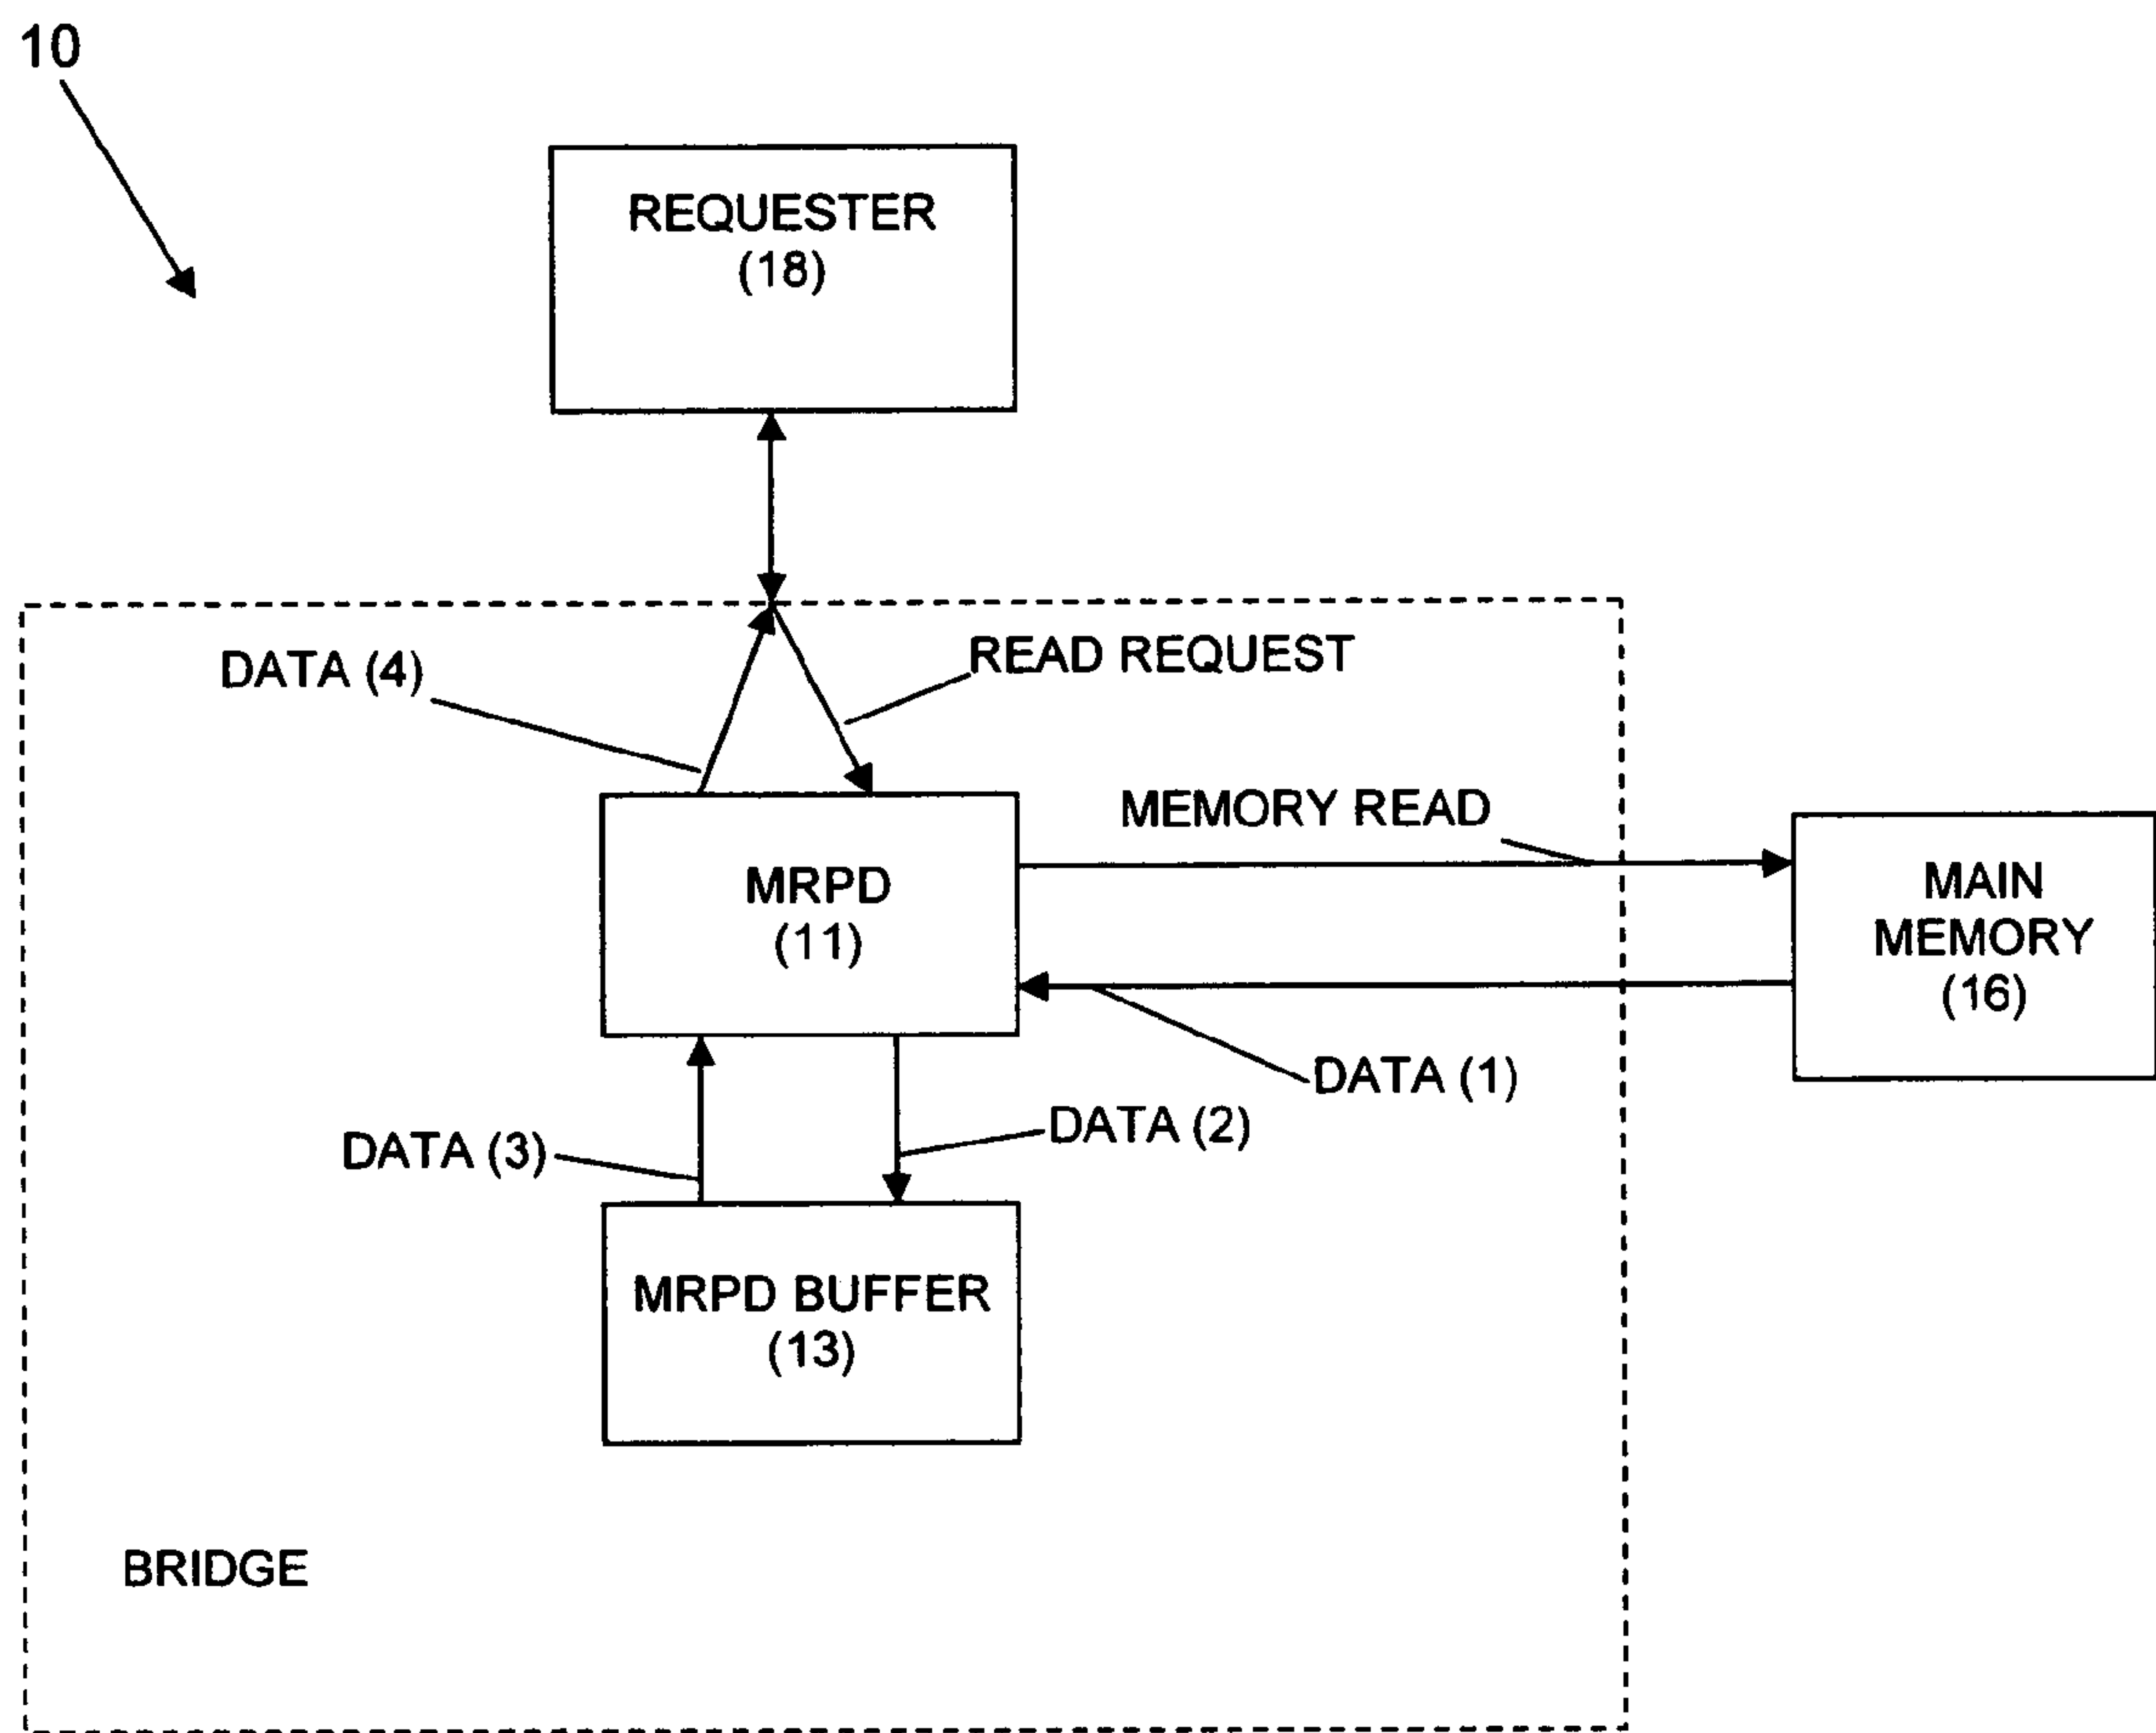 10
REQUESTER
(18)
DATA (4)
READ REQUEST
MEMORY READ
MRPD
(11)
MAIN
MEMORY
(16)
DATA (1)
DATA (2)
DATA (3)
MRPD BUFFER
(13)
BRIDGE